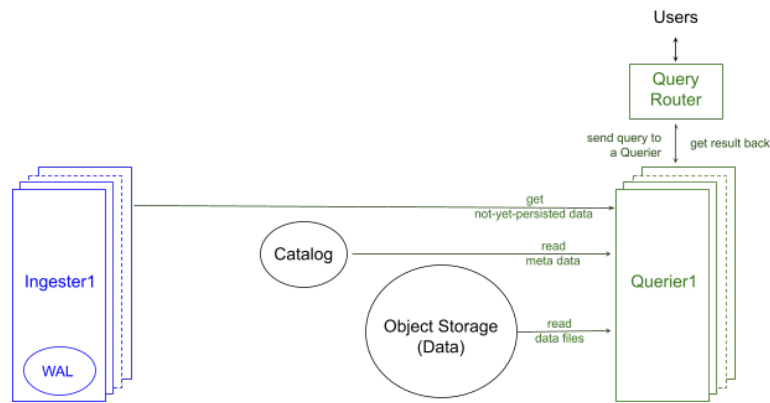 Users
Query
Router
send query to
a Querier
get result back
get
not-yet-persisted data
Catalog
read
meta data
Ingester1
Querier1
Object Storage
(Data)
read
data files
WAL